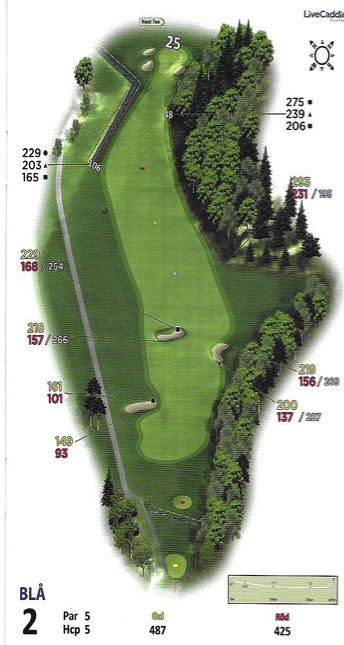 Next Tee
LiveCaddie
25
48
275
239
206
229
203
165
106
231 / 195
229
168 / 254
218
157 / 266
219
156 / 269
161
101
200
137 / 287
149
93
BLÅ
2
Par 5
Hcp 5
Gul
487
Röd
425